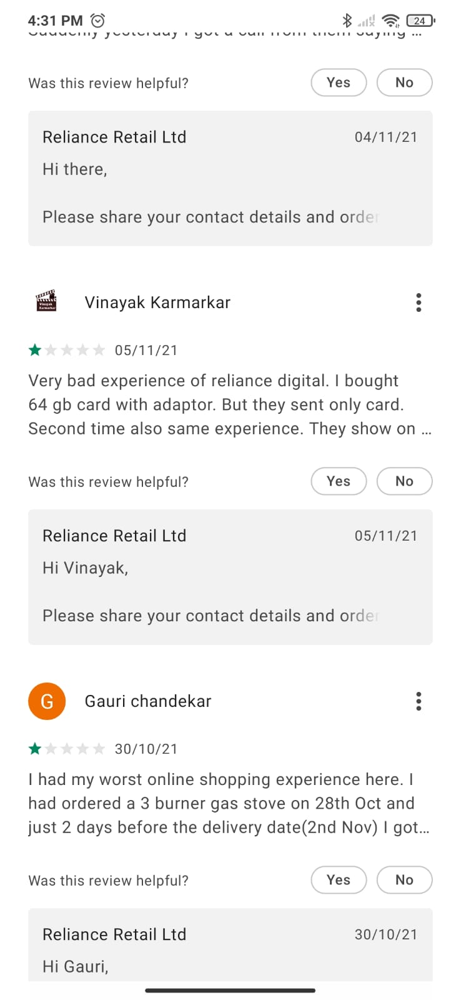 4:31 PM
24
Suddenly yesterday I got a call from them saying ...
Was this review helpful?
Yes
No
Reliance Retail Ltd
04/11/21
Hi there,
Please share your contact details and order
Vinayak Karmarkar
Vinayak Karmarkar
05/11/21
Very bad experience of reliance digital. I bought
64 gb card with adaptor. But they sent only card.
Second time also same experience. They show on ...
Was this review helpful?
Yes
No
Reliance Retail Ltd
05/11/21
Hi Vinayak,
Please share your contact details and order
G
Gauri chandekar
30/10/21
I had my worst online shopping experience here. I
had ordered a 3 burner gas stove on 28th Oct and
just 2 days before the delivery date(2nd Nov) I got...
Was this review helpful?
Yes
No
Reliance Retail Ltd
30/10/21
Hi Gauri,